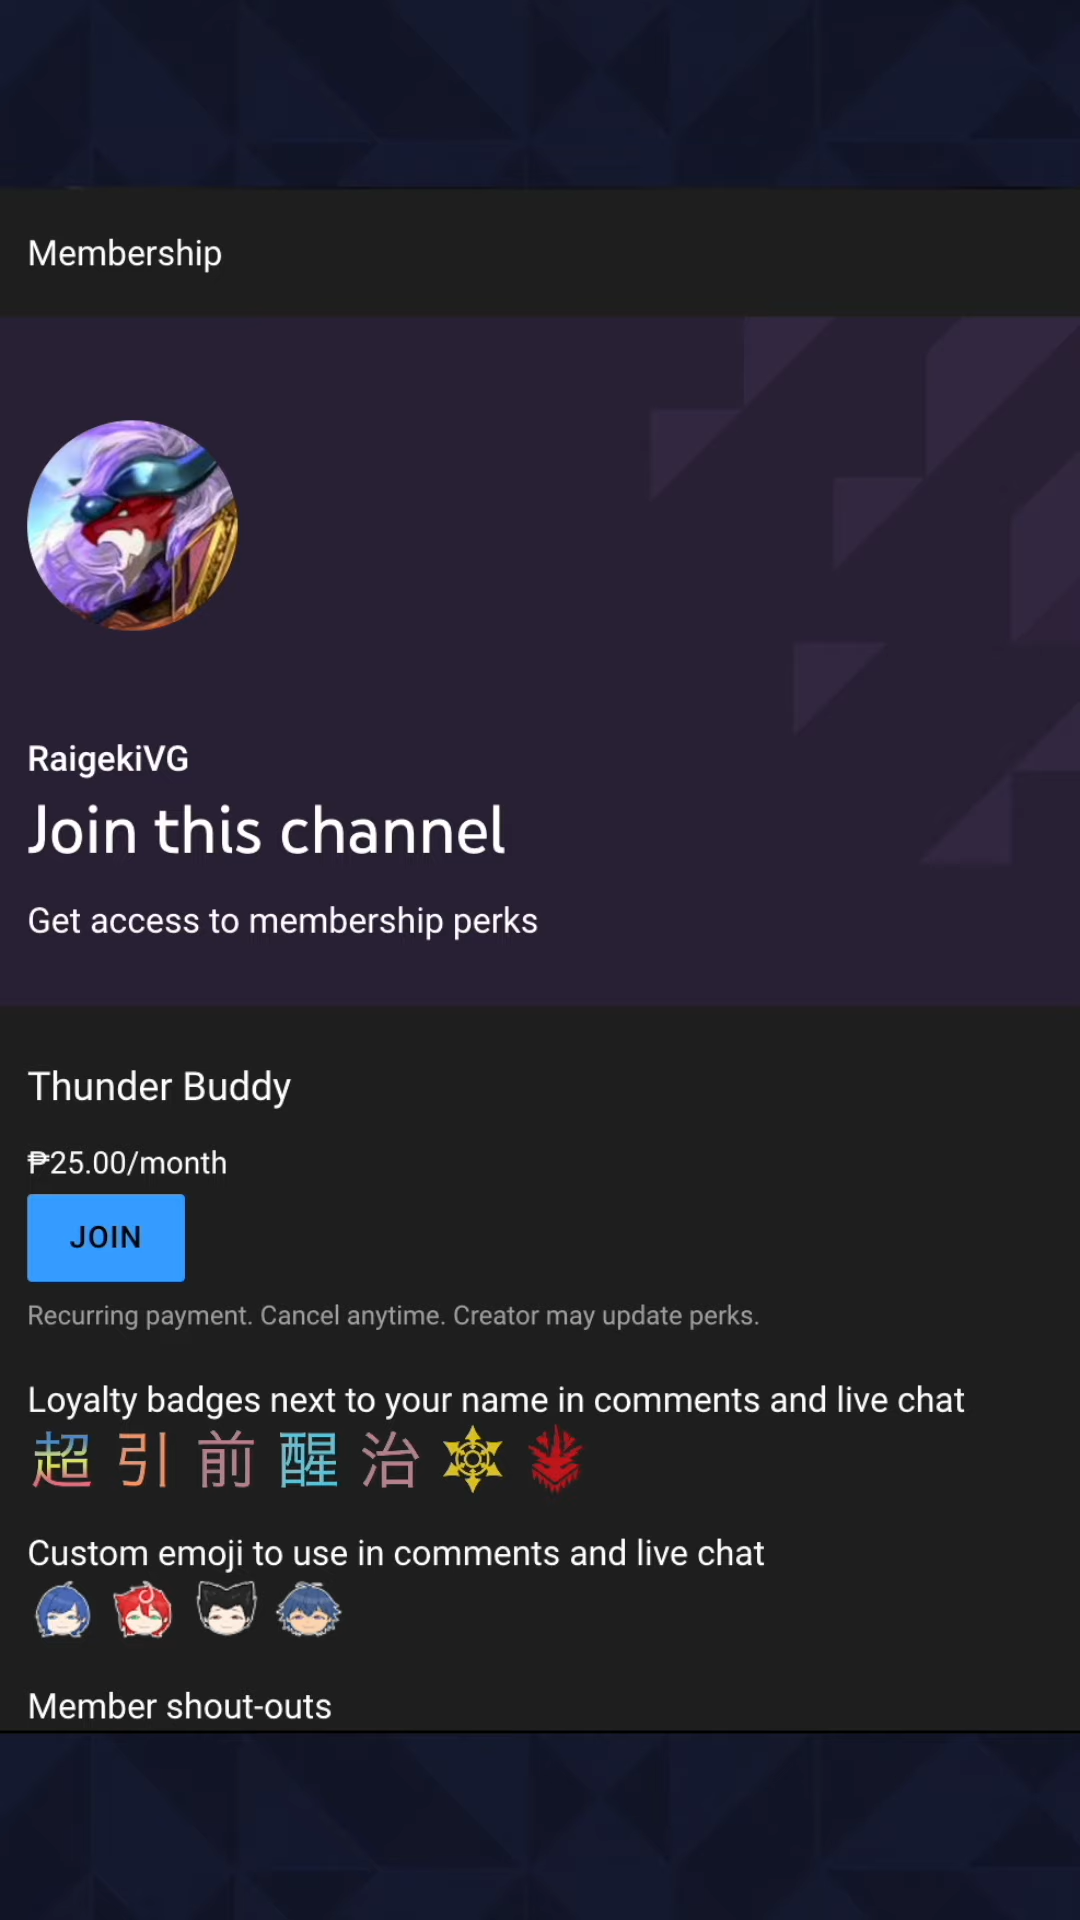 Membership
RaigekiVG
Join this channel
Get access to membership perks
Thunder Buddy
₱25.00/month
JOIN
Recurring payment. Cancel anytime. Creator may update perks.
Loyalty badges next to your name in comments and live chat
超 引 前 醒 治
Custom emoji to use in comments and live chat
Member shout-outs